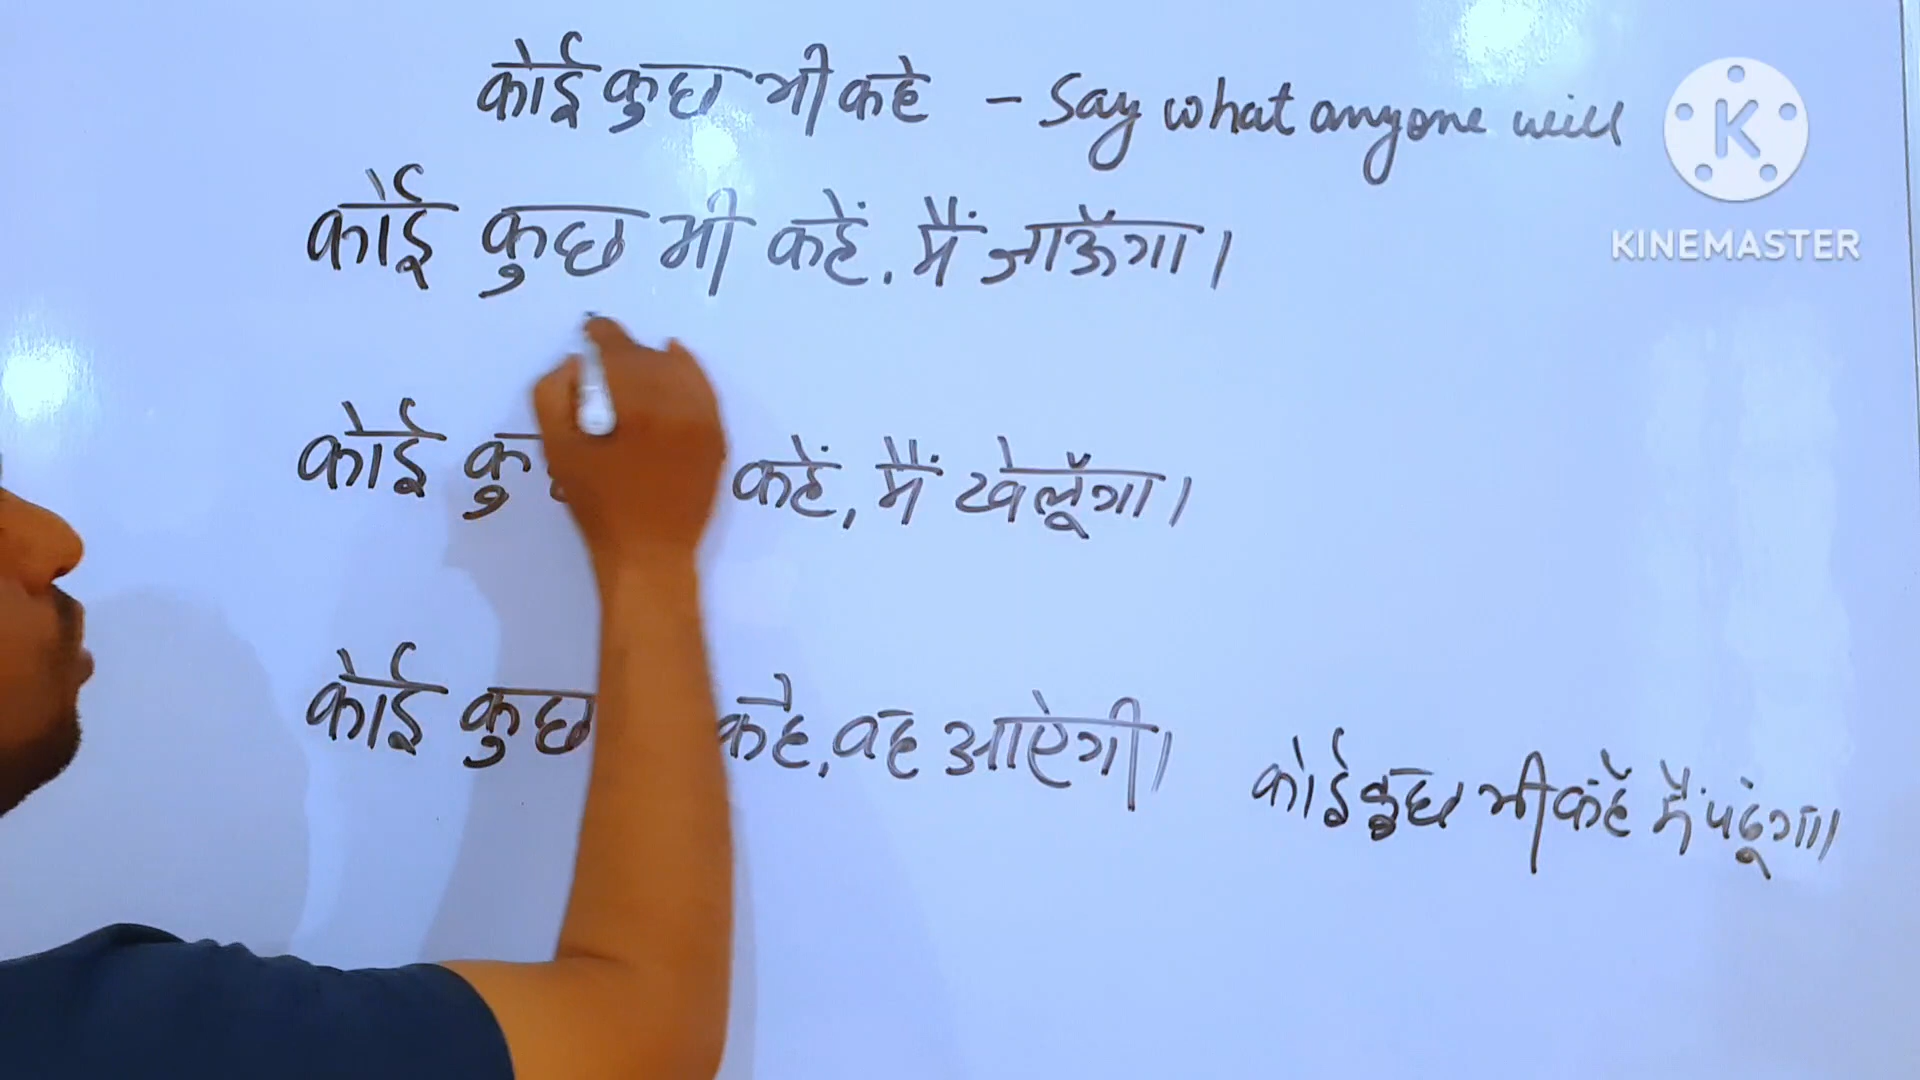 कोई कुछ भी कहे - Say what anyone will
KINEMASTER
कोई कुछ भी कहें, मैं जाऊँगा।
कोई कहें, मैं खेलूँगा।
कोई कुछ कहे, वह आएगी।
कोई कुछ भी कहें मैं पढूंगा।